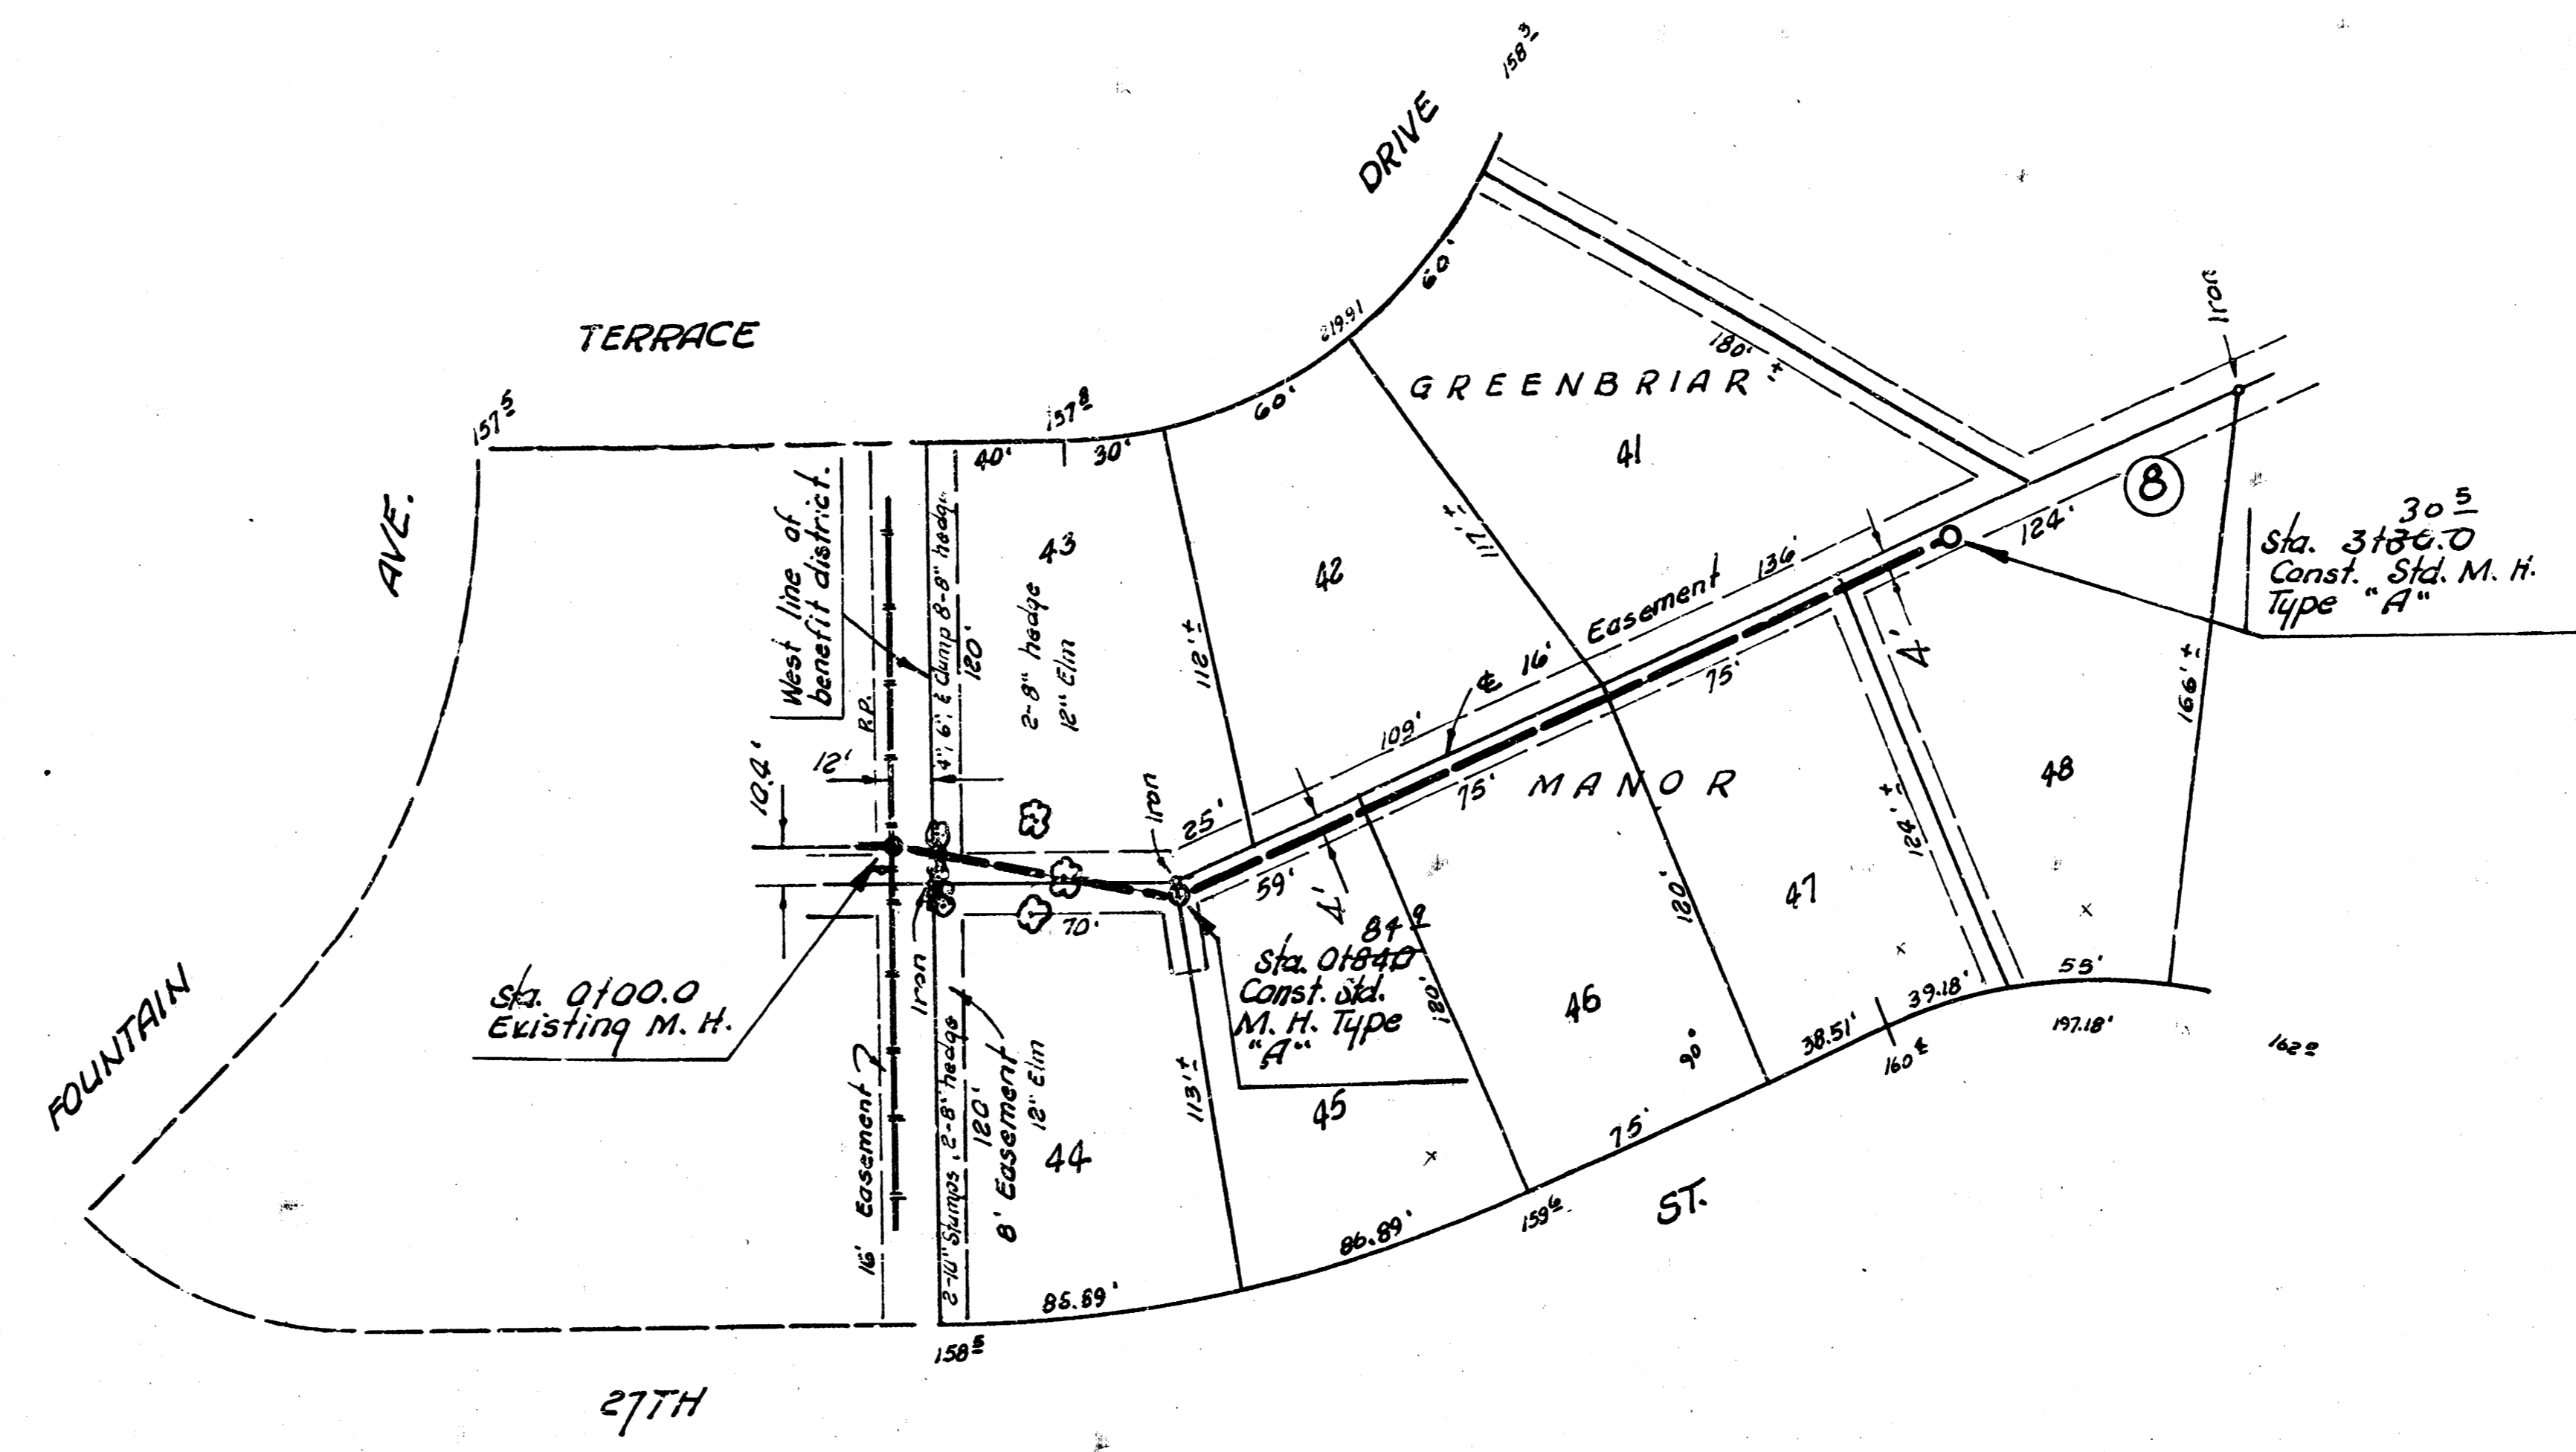 158 3
DRIVE
60'
219.91
TERRACE
157 5
157 8
40'
30'
60'
GREENBRIAR
180' ±
41
Iron
AVE.
West line of
benefit district.
4", 6", & Clump 8-8" hedge
120'
43
2-8" hedge
12" Elm
42
117' ±
112' ±
Easement
136'
124'
8
30 5
Sta. 3+30.0
Const. Std. M. H.
Type "A"
4'
166' ±
48
R.P.
10.4'
12'
109'
℄ 16'
75'
75'
MANOR
Iron
25'
59'
4'
70'
124' ±
47
120'
84 9
Sta. 0+84.0
Const. Std.
M. H. Type
"A"
120'
46
90°
Sta. 0+00.0
Existing M. H.
Iron
FOUNTAIN
16' Easement
2-10" Stumps, 2-8" hedge
120'
8' Easement
12" Elm
44
113' ±
45
38.51'
39.18'
55'
160 4
197.18'
162 0
75'
159 6
ST.
86.89'
85.89'
158 5
27TH